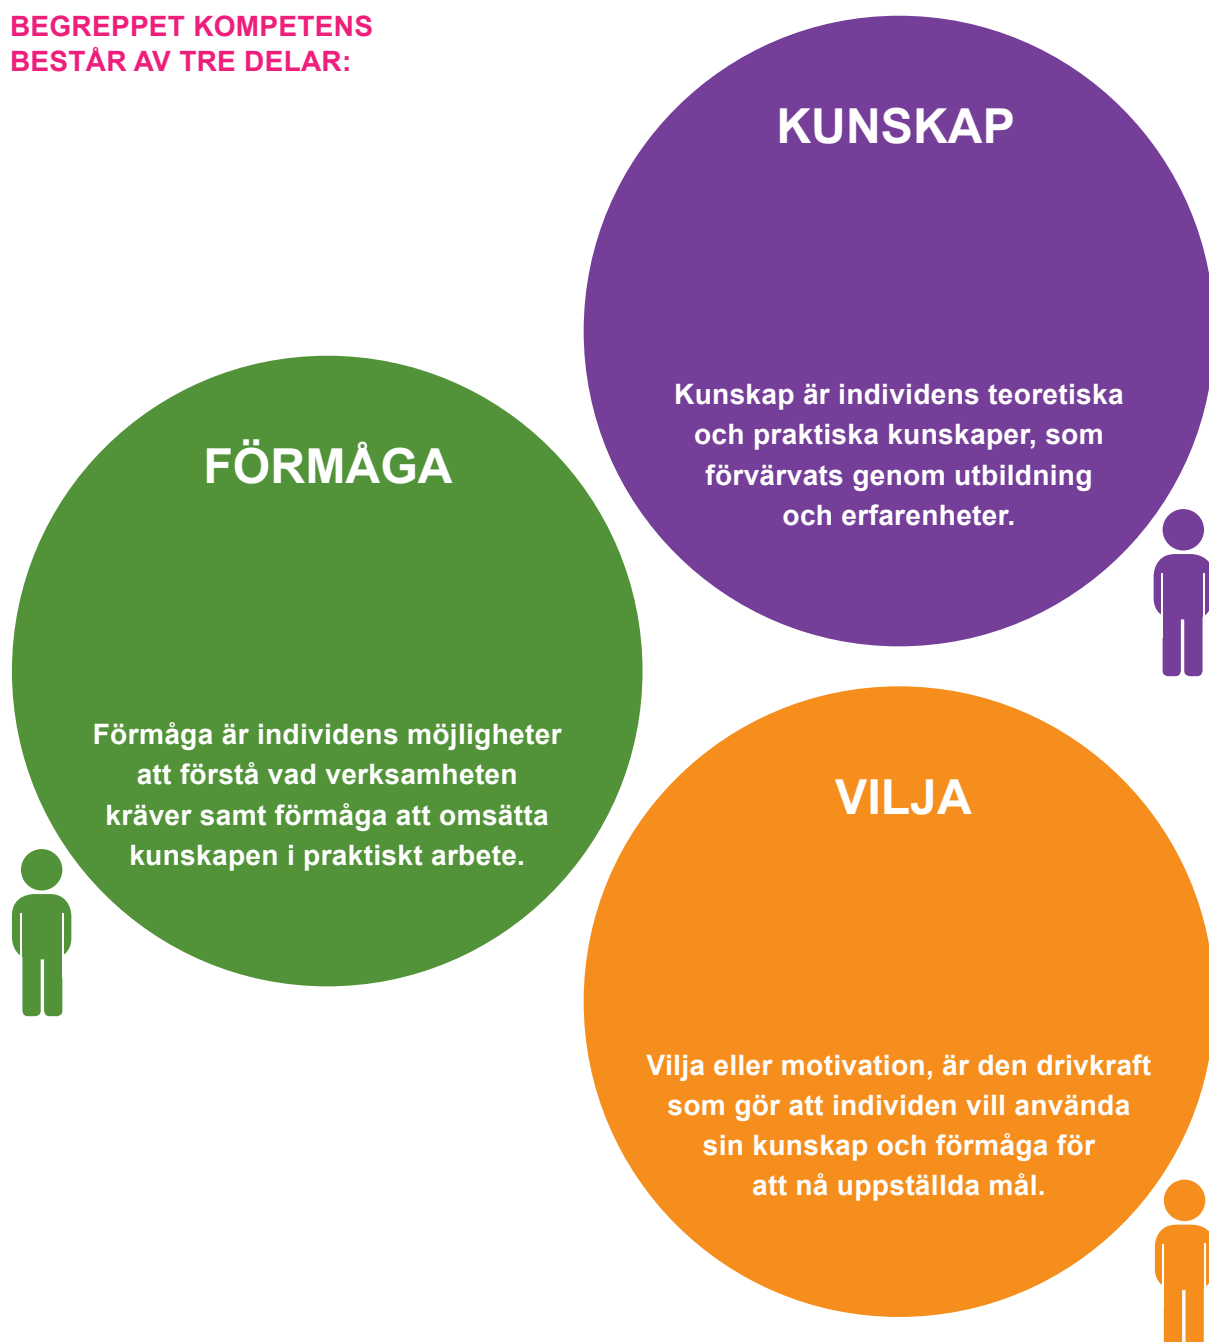 BEGREPPET KOMPETENS
BESTÅR AV TRE DELAR:
KUNSKAP
Kunskap är individens teoretiska
och praktiska kunskaper, som
förvärvats genom utbildning
och erfarenheter.
FÖRMÅGA
Förmåga är individens möjligheter
att förstå vad verksamheten
kräver samt förmåga att omsätta
kunskapen i praktiskt arbete.
VILJA
Vilja eller motivation, är den drivkraft
som gör att individen vill använda
sin kunskap och förmåga för
att nå uppställda mål.